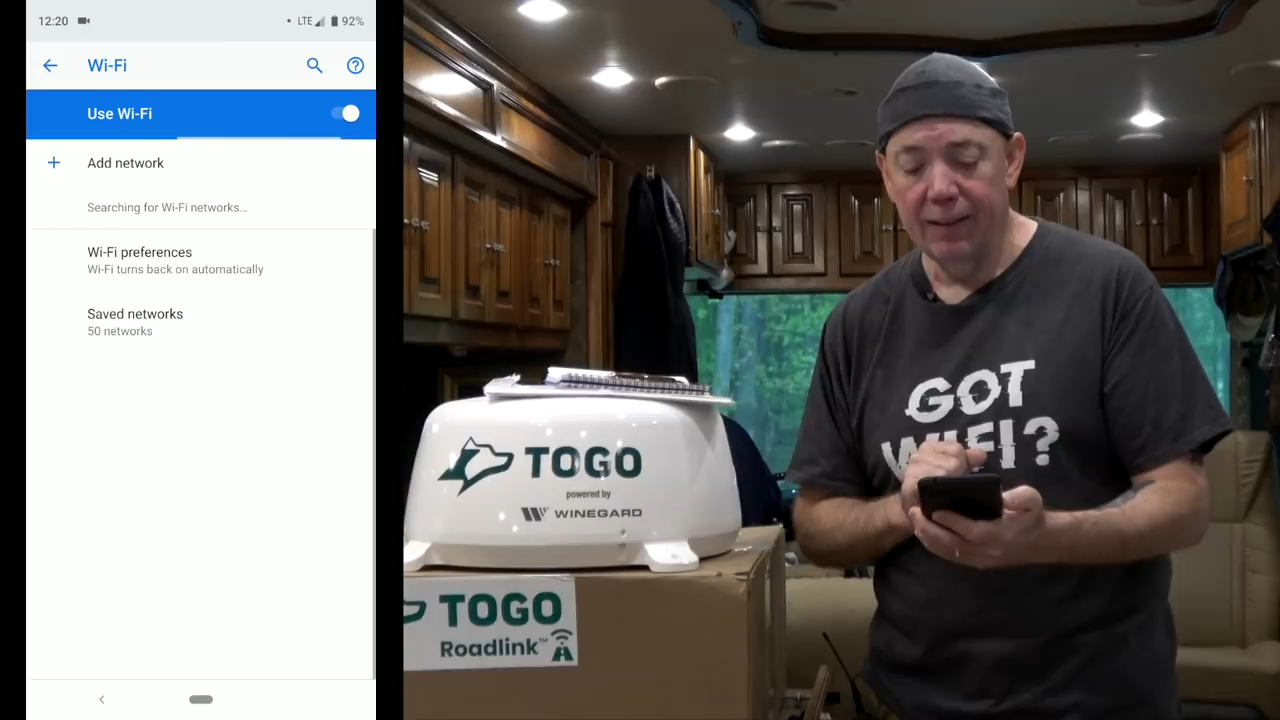 12:20
LTE 92%
Wi-Fi
Use Wi-Fi
Add network
Searching for Wi-Fi networks…
Wi-Fi preferences
Wi-Fi turns back on automatically
Saved networks
50 networks
TOGO
powered by
WINEGARD
TOGO
Roadlink™
GOT
WIFI?